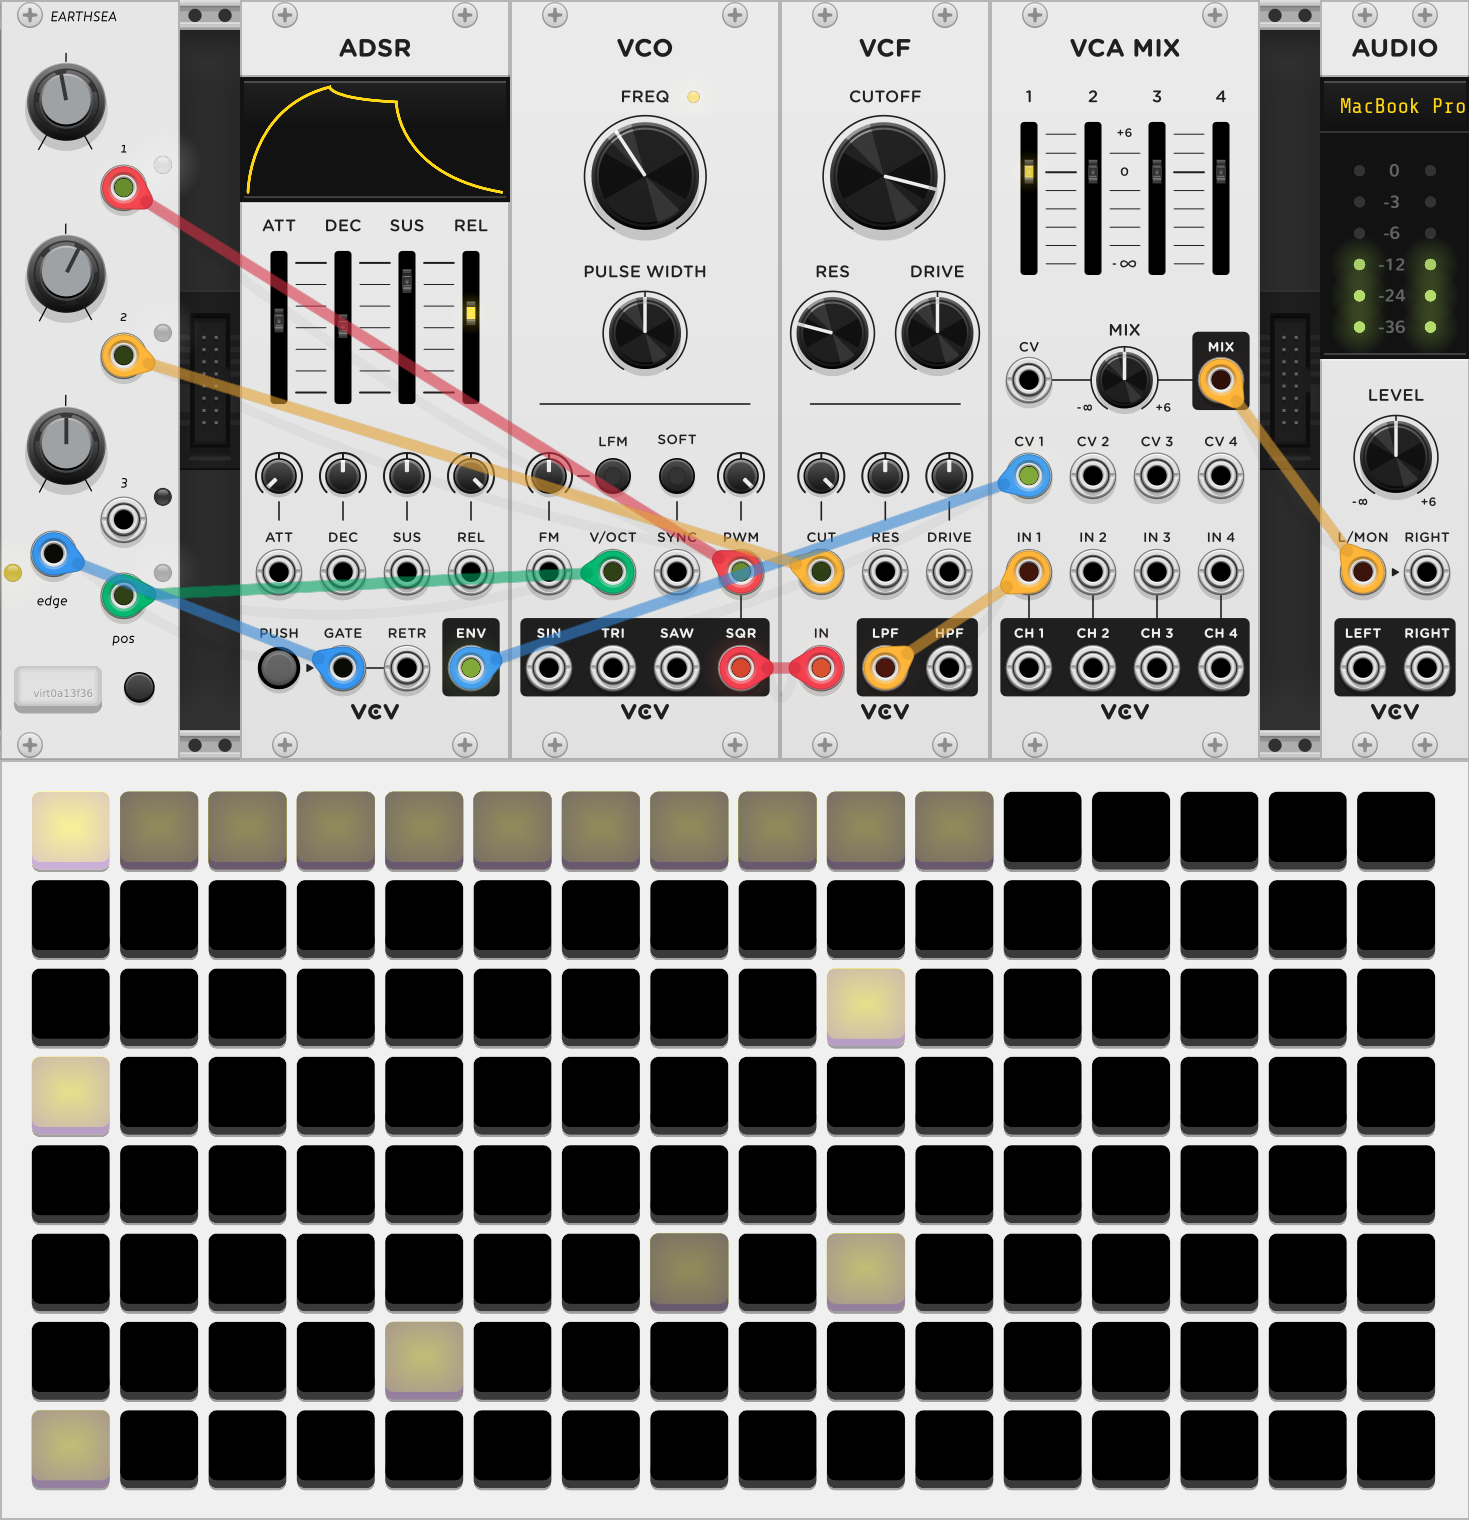 EARTHSEA
1
2
3
edge
pos
virt0a13f36
ADSR
ATT DEC SUS REL
ATT DEC SUS REL
PUSH GATE RETR ENV
VCV
VCO
FREQ
PULSE WIDTH
LFM SOFT
FM V/OCT SYNC PWM
SIN TRI SAW SQR
VCV
VCF
CUTOFF
RES DRIVE
CUT RES DRIVE
IN LPF HPF
VCV
VCA MIX
1 2 3 4
+6
0
-∞
MIX
CV MIX
-∞ +6
CV 1 CV 2 CV 3 CV 4
IN 1 IN 2 IN 3 IN 4
CH 1 CH 2 CH 3 CH 4
VCV
AUDIO
MacBook Pro
0
-3
-6
-12
-24
-36
LEVEL
-∞ +6
L/MON RIGHT
LEFT RIGHT
VCV